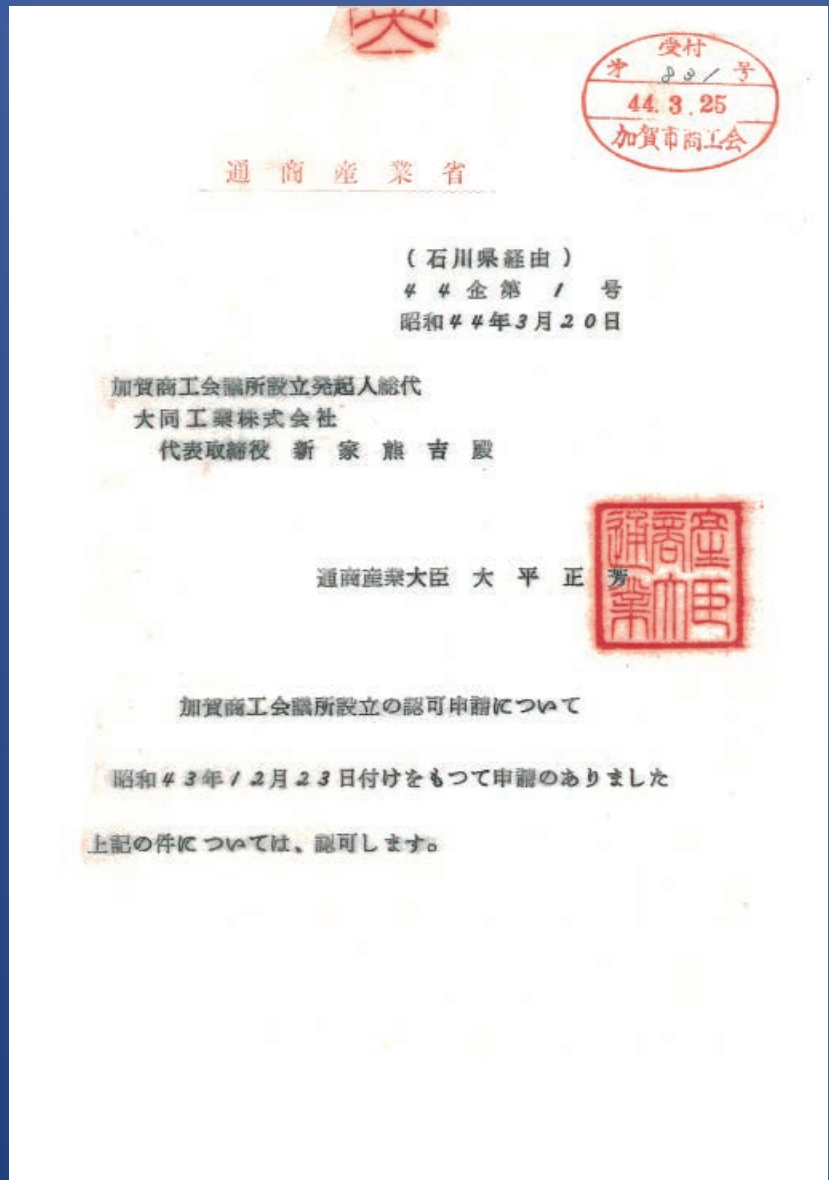 受付
第 831 号
44.3.25
加賀市商工会
通商産業省
(石川県経由)
44企第1号
昭和44年3月20日
加賀商工会議所設立発起人総代
大同工業株式会社
代表取締役 新家熊吉殿
通商産業大臣 大平正芳
通商産業大臣
加賀商工会議所設立の認可申請について
昭和43年12月23日付けをもつて申請のありました
上記の件については、認可します。